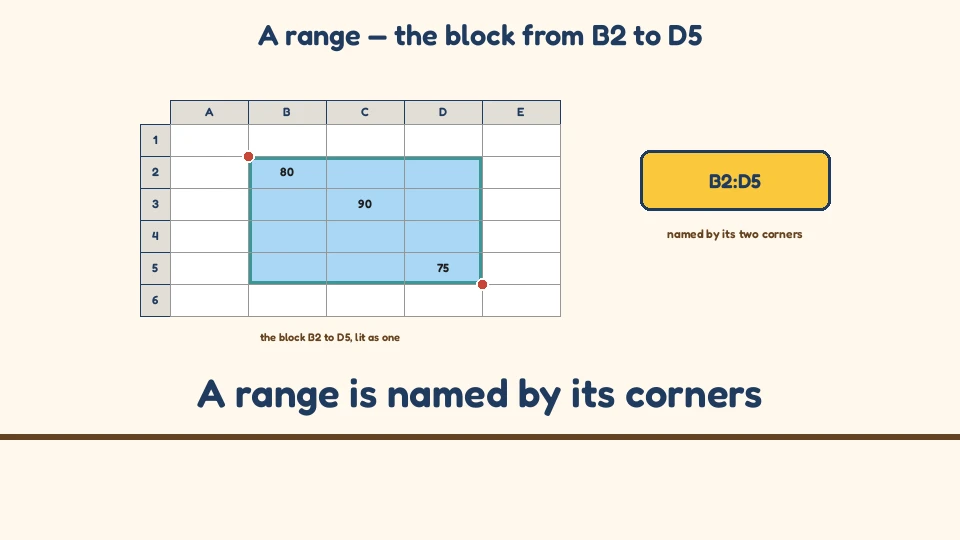 A range — the block from B2 to D5
A B C D E
1
2 80
3 90
4
5 75
6
B2:D5
named by its two corners
the block B2 to D5, lit as one
A range is named by its corners